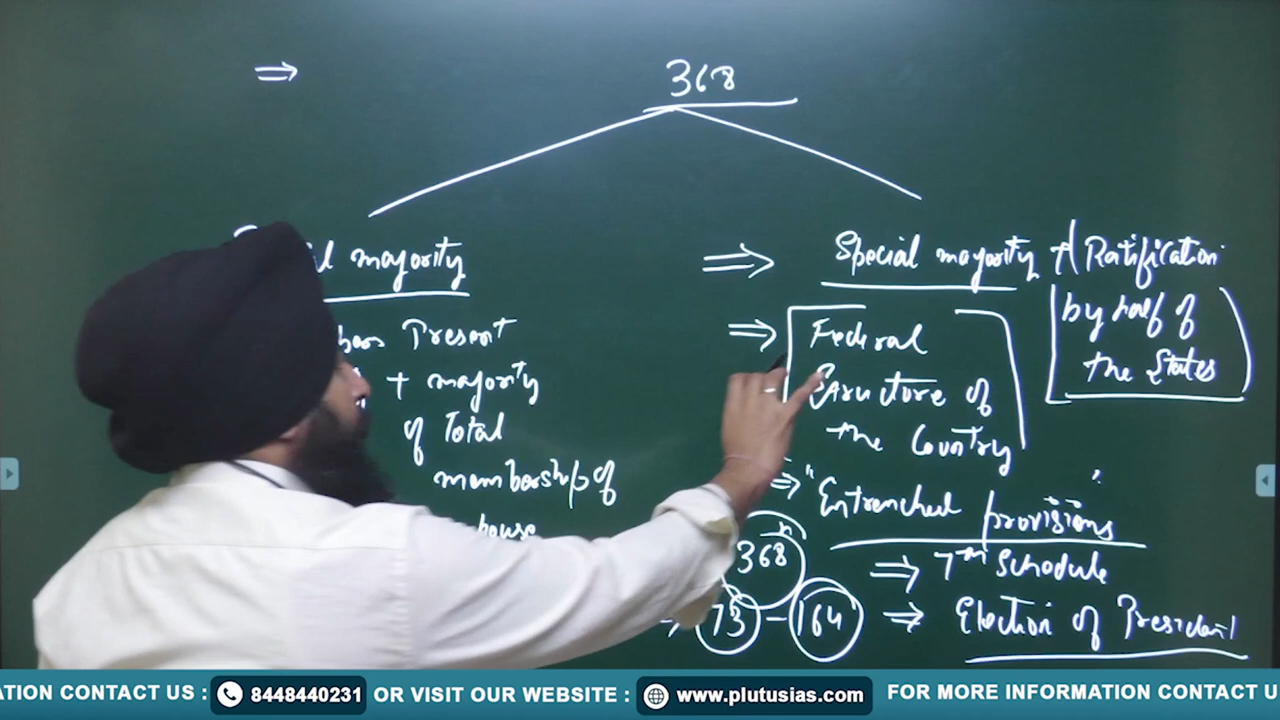 ⇒ 368
majority
Present
+ majority
of Total
membership of
house
⇒ Special majority + Ratification
by half of
the States
⇒ Federal
Structure of
the Country
⇒ "Entrenched provisions"
368
⇒ 7th Schedule
73 - 164 ⇒ Election of President
ATION CONTACT US : 8448440231 OR VISIT OUR WEBSITE : www.plutusias.com FOR MORE INFORMATION CONTACT U